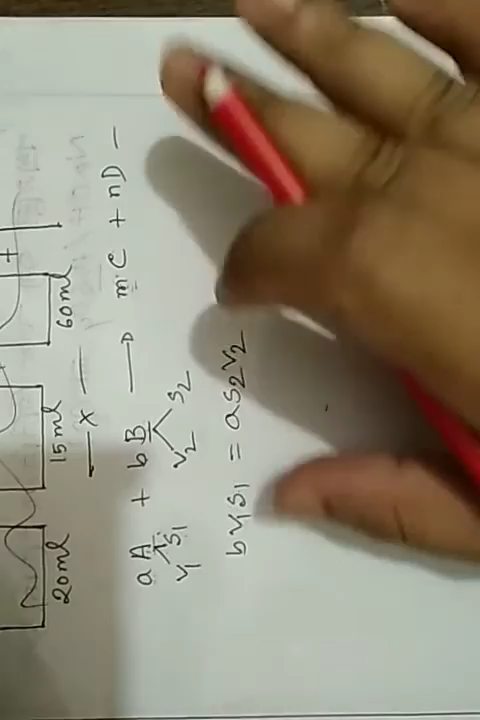 20ml 15ml 60ml +
— x —
aA + bB → mC + nD —
V₁ S₁ V₂ S₂
bV₁S₁ = aS₂V₂